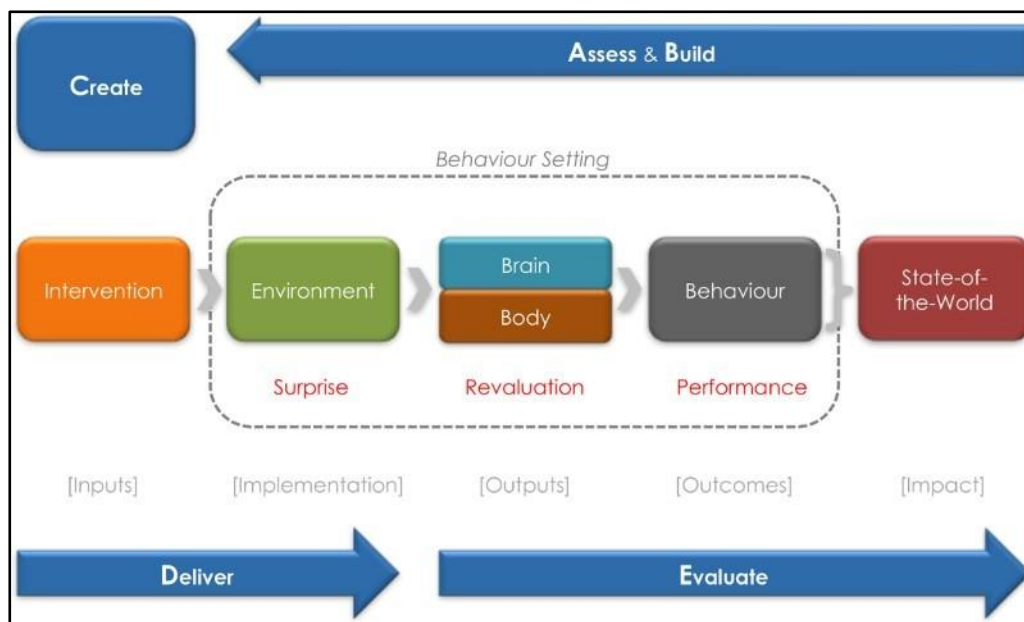 Create
Assess & Build
Behaviour Setting
Intervention
Environment
Brain
Body
Behaviour
State-of-
the-World
Surprise
Revaluation
Performance
[Inputs]
[Implementation]
[Outputs]
[Outcomes]
[Impact]
Deliver
Evaluate